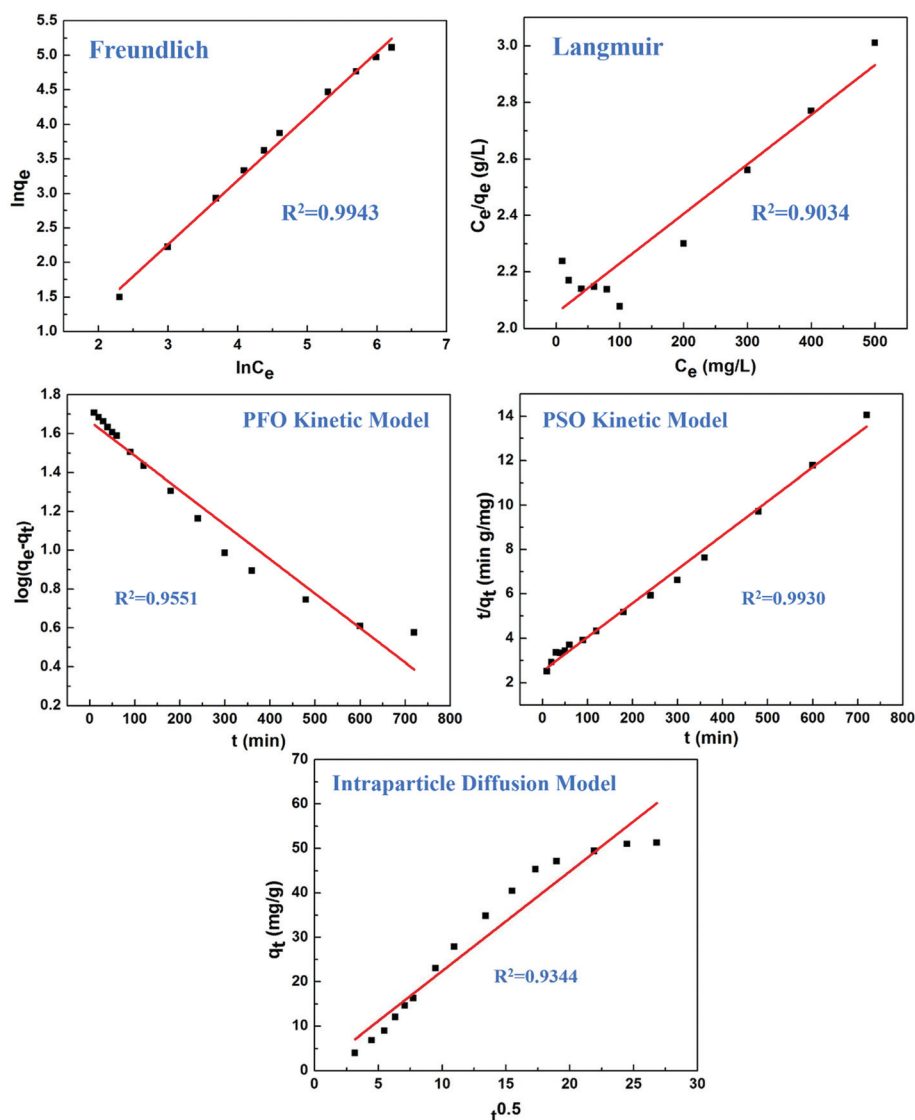 Freundlich
5.5
5.0
4.5
4.0
3.5
3.0
2.5
2.0
1.5
1.0
lnqe
R²=0.9943
2 3 4 5 6 7
lnCe
Langmuir
3.0
2.8
2.6
2.4
2.2
2.0
Ce/qe (g/L)
R²=0.9034
0 100 200 300 400 500
Ce (mg/L)
PFO Kinetic Model
1.8
1.6
1.4
1.2
1.0
0.8
0.6
0.4
0.2
log(qe-qt)
R²=0.9551
0 100 200 300 400 500 600 700 800
t (min)
PSO Kinetic Model
14
12
10
8
6
4
2
t/qt (min g/mg)
R²=0.9930
0 100 200 300 400 500 600 700 800
t (min)
Intraparticle Diffusion Model
70
60
50
40
30
20
10
0
qt (mg/g)
R²=0.9344
0 5 10 15 20 25 30
t0.5